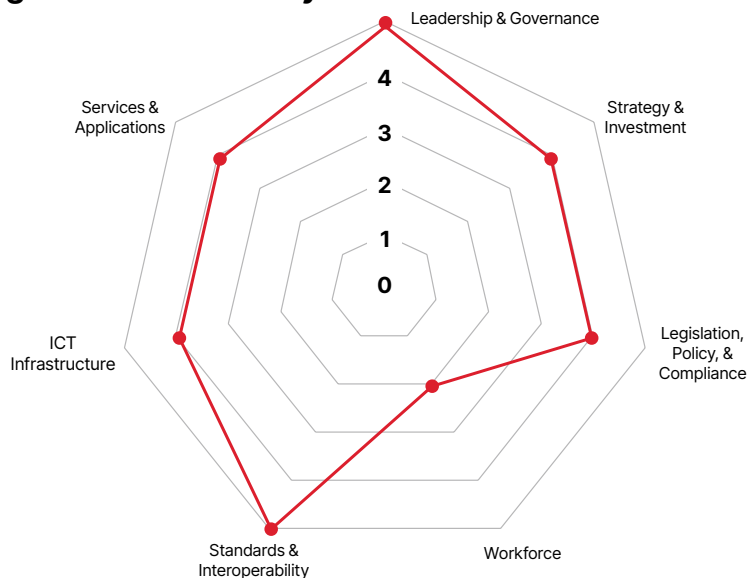 Leadership & Governance
4
Services &
Applications
Strategy &
Investment
3
2
1
0
ICT
Infrastructure
Legislation,
Policy, &
Compliance
Standards &
Interoperability
Workforce